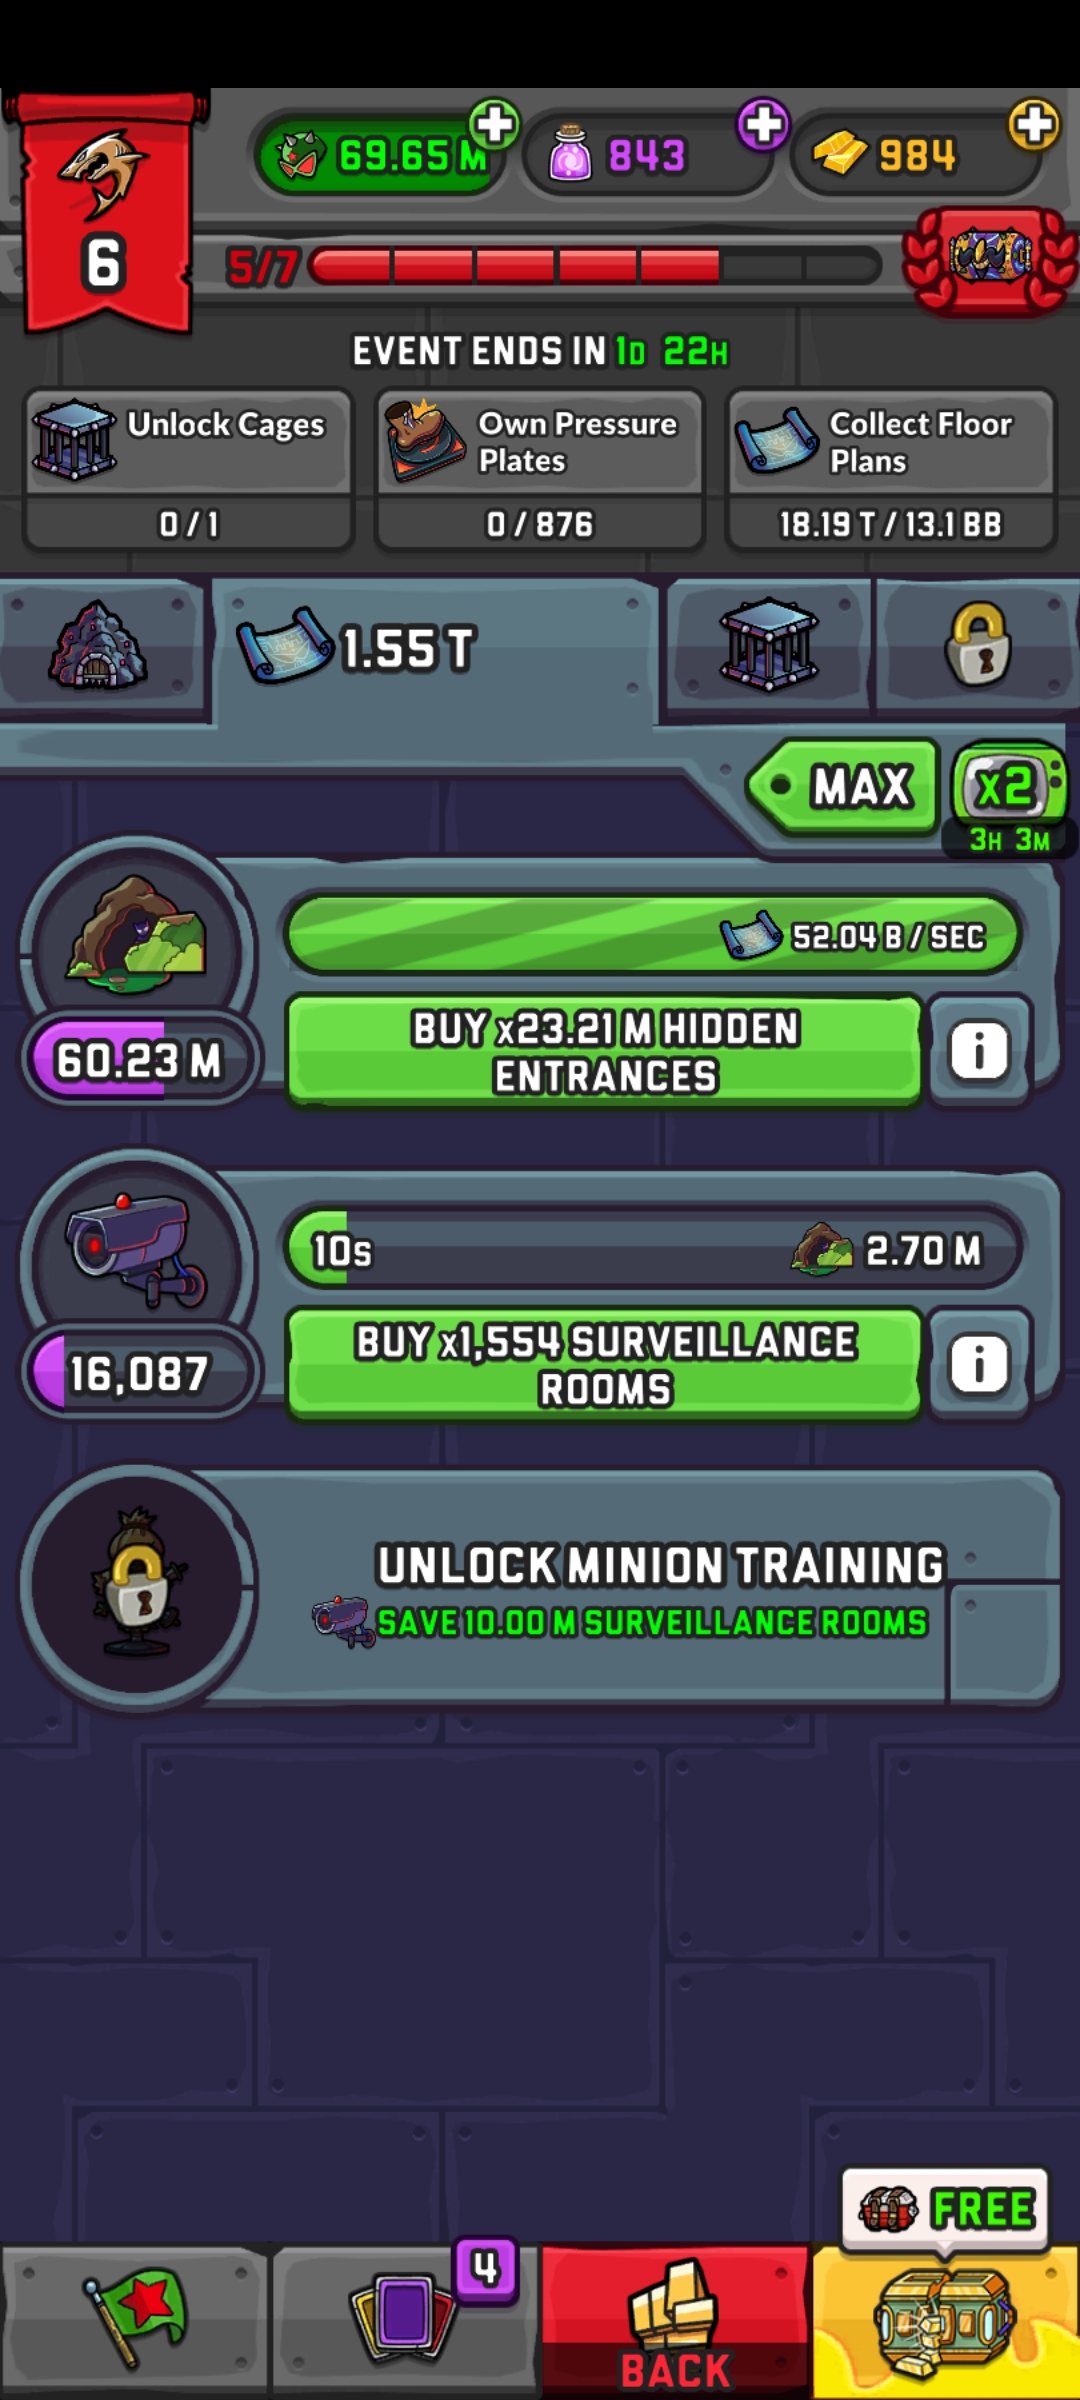 69.65 M
843
984
6
5/7
EVENT ENDS IN 1D 22H
Unlock Cages
0 / 1
Own Pressure
Plates
0 / 876
Collect Floor
Plans
18.19 T / 13.1 BB
1.55 T
MAX
x2
3H 3M
52.04 B / SEC
60.23 M
BUY x23.21 M HIDDEN
ENTRANCES
i
10s
2.70 M
16,087
BUY x1,554 SURVEILLANCE
ROOMS
i
UNLOCK MINION TRAINING
SAVE 10.00 M SURVEILLANCE ROOMS
FREE
4
BACK